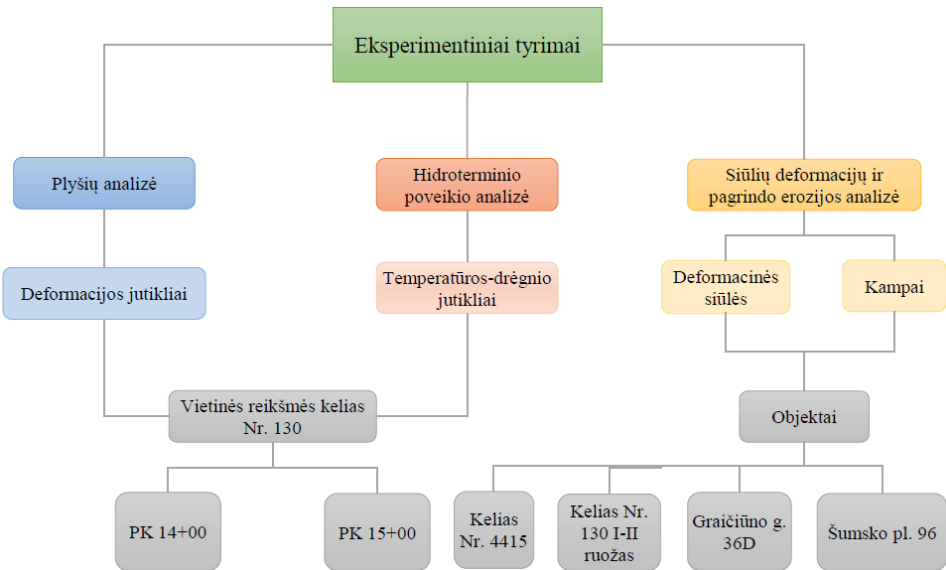 Eksperimentiniai tyrimai
Plyšių analizė
Hidroterminio
poveikio analizė
Siūlių deformacijų ir
pagrindo erozijos analizė
Deformacijos jutikliai
Temperatūros-drėgnio
jutikliai
Deformacinės
siūlės
Kampai
Vietinės reikšmės kelias
Nr. 130
Objektai
PK 14+00
PK 15+00
Kelias
Nr. 4415
Kelias Nr.
130 I-II
ruožas
Graičiūno g.
36D
Šumsko pl. 96